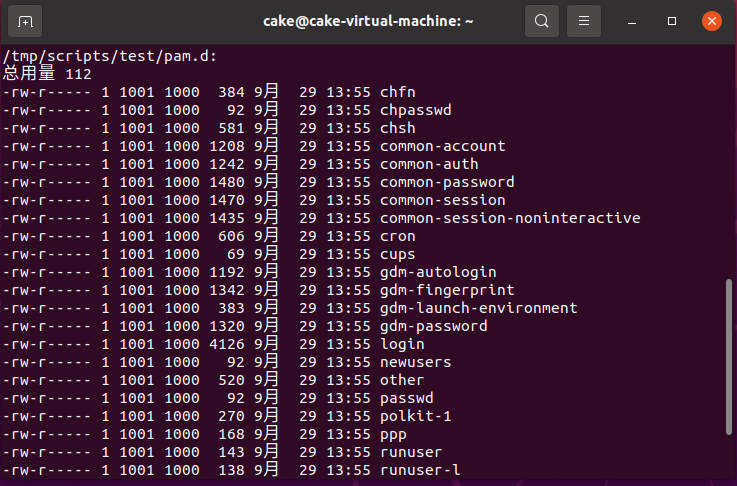 cake@cake-virtual-machine: ~
/tmp/scripts/test/pam.d:
总用量 112
-rw-r----- 1 1001 1000  384 9月  29 13:55 chfn
-rw-r----- 1 1001 1000   92 9月  29 13:55 chpasswd
-rw-r----- 1 1001 1000  581 9月  29 13:55 chsh
-rw-r----- 1 1001 1000 1208 9月  29 13:55 common-account
-rw-r----- 1 1001 1000 1242 9月  29 13:55 common-auth
-rw-r----- 1 1001 1000 1480 9月  29 13:55 common-password
-rw-r----- 1 1001 1000 1470 9月  29 13:55 common-session
-rw-r----- 1 1001 1000 1435 9月  29 13:55 common-session-noninteractive
-rw-r----- 1 1001 1000  606 9月  29 13:55 cron
-rw-r----- 1 1001 1000   69 9月  29 13:55 cups
-rw-r----- 1 1001 1000 1192 9月  29 13:55 gdm-autologin
-rw-r----- 1 1001 1000 1342 9月  29 13:55 gdm-fingerprint
-rw-r----- 1 1001 1000  383 9月  29 13:55 gdm-launch-environment
-rw-r----- 1 1001 1000 1320 9月  29 13:55 gdm-password
-rw-r----- 1 1001 1000 4126 9月  29 13:55 login
-rw-r----- 1 1001 1000   92 9月  29 13:55 newusers
-rw-r----- 1 1001 1000  520 9月  29 13:55 other
-rw-r----- 1 1001 1000   92 9月  29 13:55 passwd
-rw-r----- 1 1001 1000  270 9月  29 13:55 polkit-1
-rw-r----- 1 1001 1000  168 9月  29 13:55 ppp
-rw-r----- 1 1001 1000  143 9月  29 13:55 runuser
-rw-r----- 1 1001 1000  138 9月  29 13:55 runuser-l